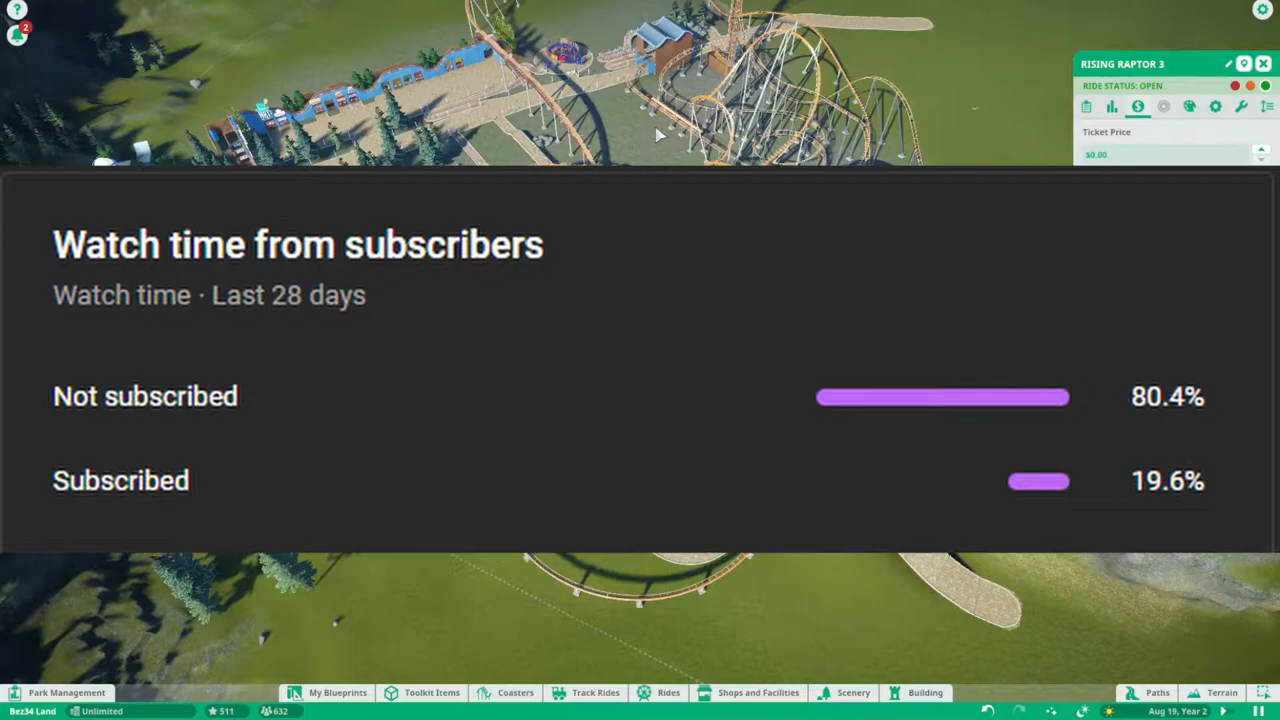 ?
2
RISING RAPTOR 3
RIDE STATUS: OPEN
Ticket Price
$0.00
Watch time from subscribers
Watch time · Last 28 days
Not subscribed 80.4%
Subscribed 19.6%
Park Management My Blueprints Toolkit Items Coasters Track Rides Rides Shops and Facilities Scenery Building Paths Terrain
Bez34 Land Unlimited 511 632 Aug 19, Year 2